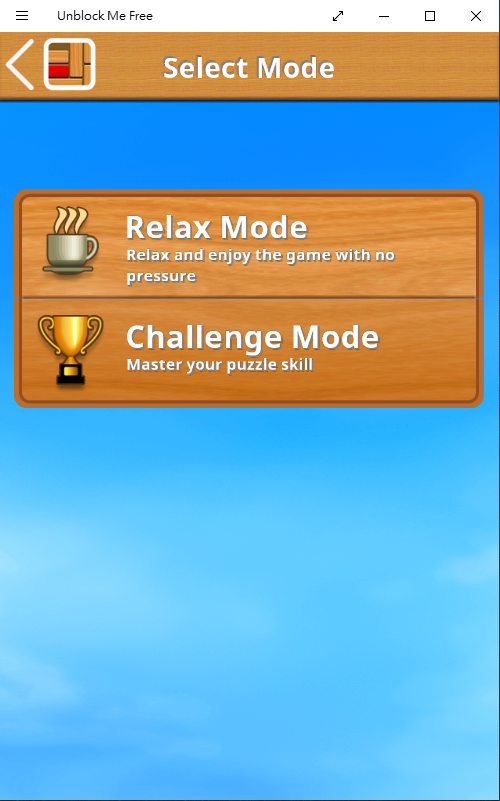 Unblock Me Free
Select Mode
Relax Mode
Relax and enjoy the game with no
pressure
Challenge Mode
Master your puzzle skill